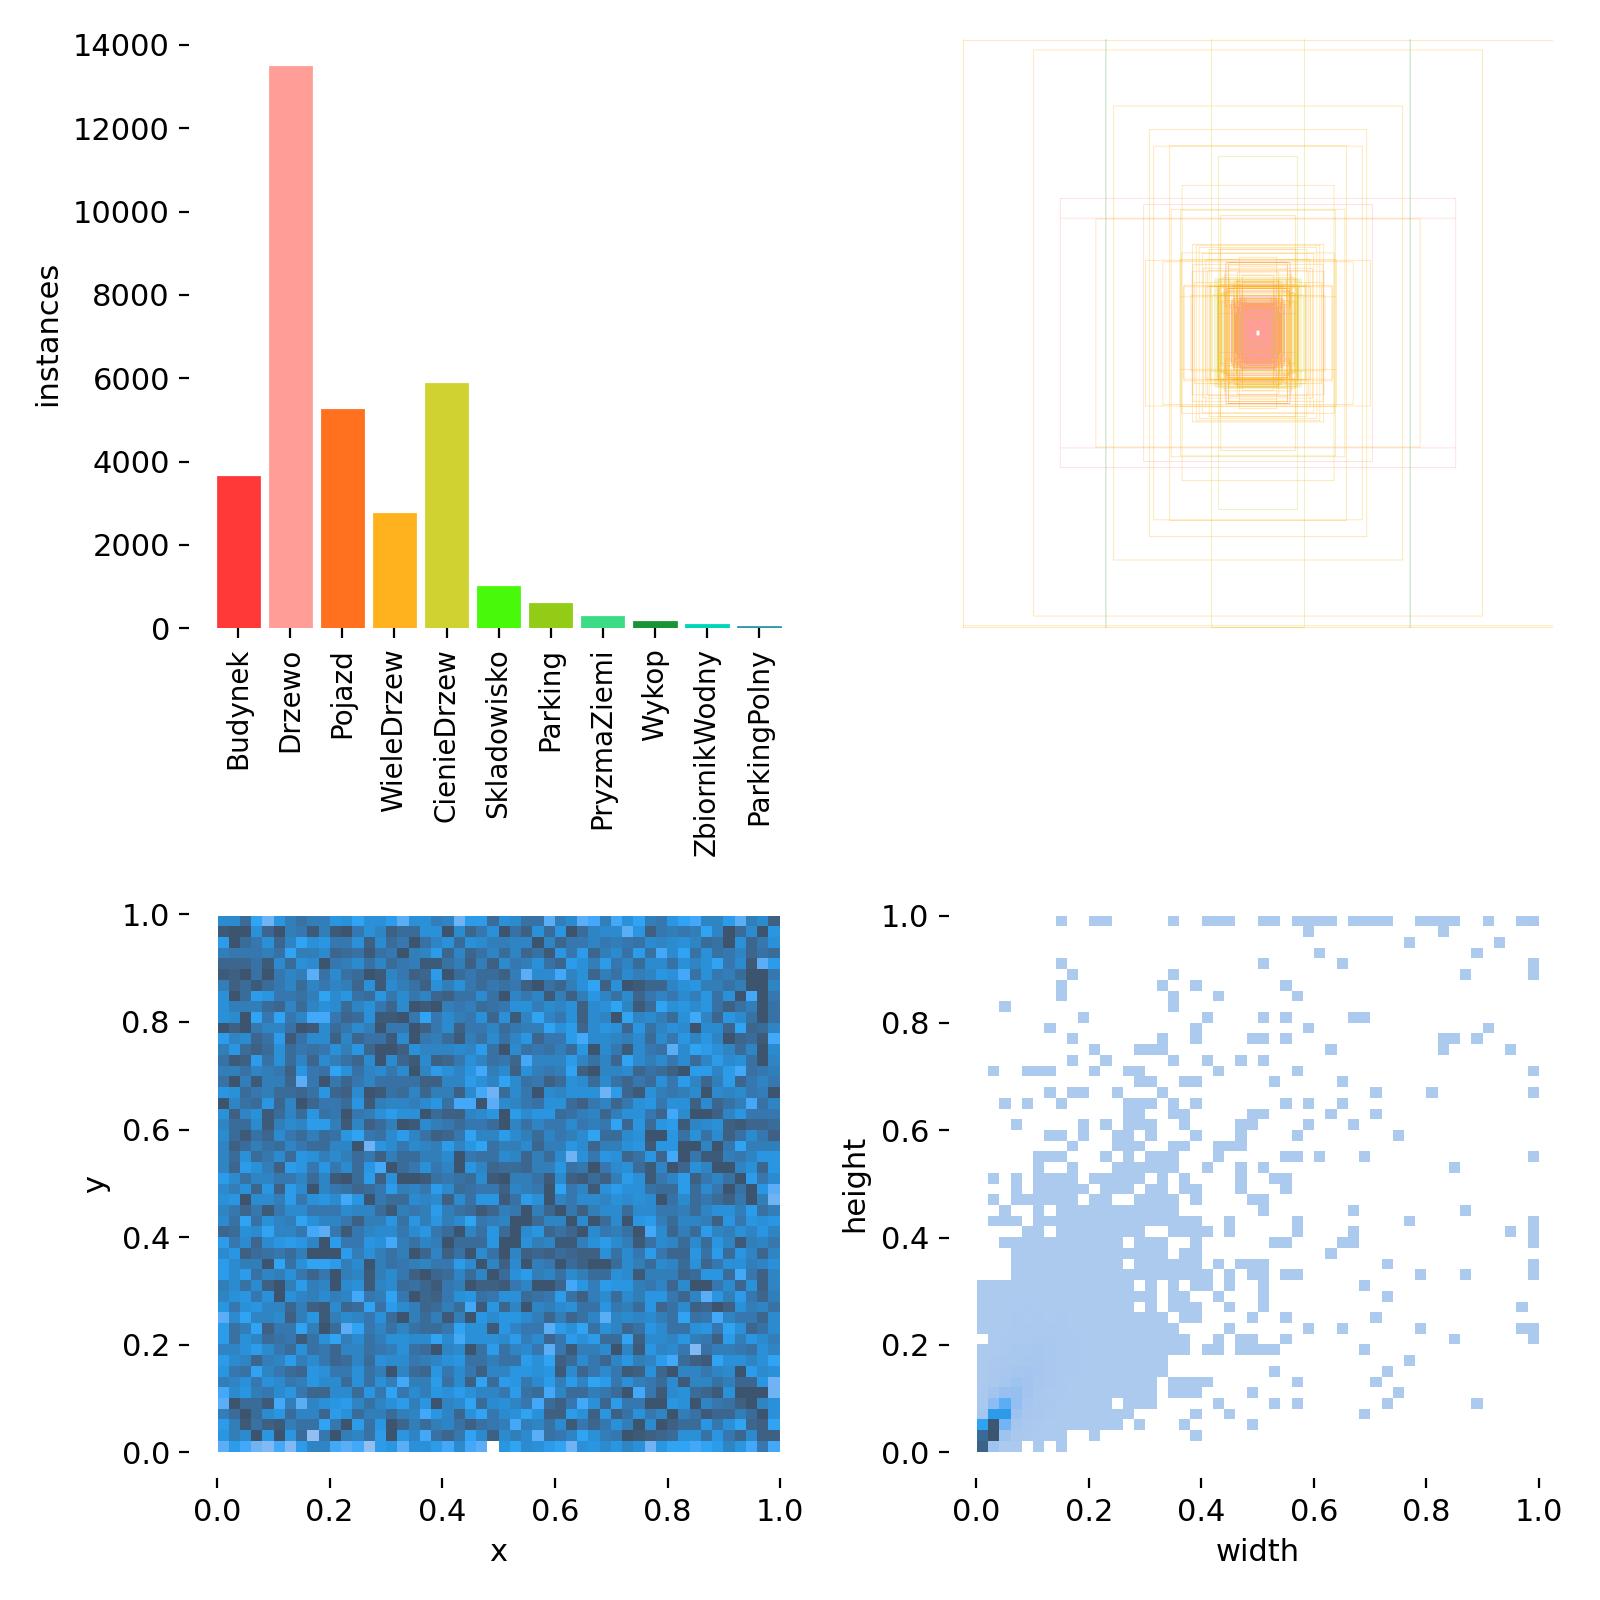 14000
12000
10000
8000
6000
4000
2000
0
instances
Budynek
Drzewo
Pojazd
WieleDrzew
CienieDrzew
Skladowisko
Parking
PryzmaZiemi
Wykop
ZbiornikWodny
ParkingPolny
1.0
0.8
0.6
0.4
0.2
0.0
y
0.0 0.2 0.4 0.6 0.8 1.0
x
1.0
0.8
0.6
0.4
0.2
0.0
height
0.0 0.2 0.4 0.6 0.8 1.0
width